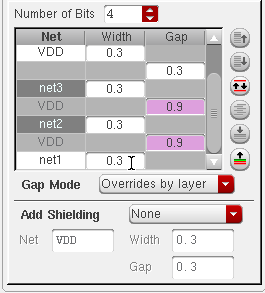 Number of Bits 4
Net Width Gap
VDD 0.3
0.3
net3 0.3
VDD 0.9
net2 0.3
VDD 0.9
net1 0.3
Gap Mode Overrides by layer
Add Shielding None
Net VDD Width 0.3
Gap 0.3